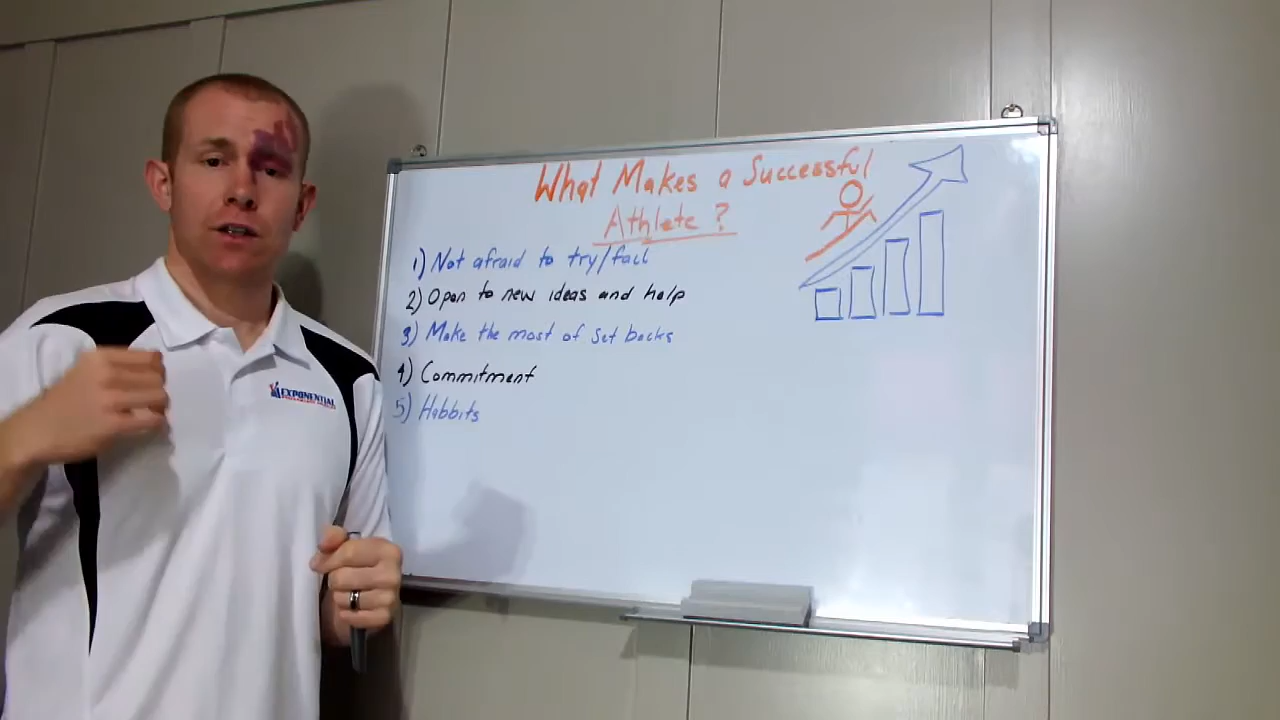 What Makes a Successful
Athlete?
1) Not afraid to try/fail
2) Open to new ideas and help
3) Make the most of set backs
4) Commitment
5) Habbits
EXPONENTIAL